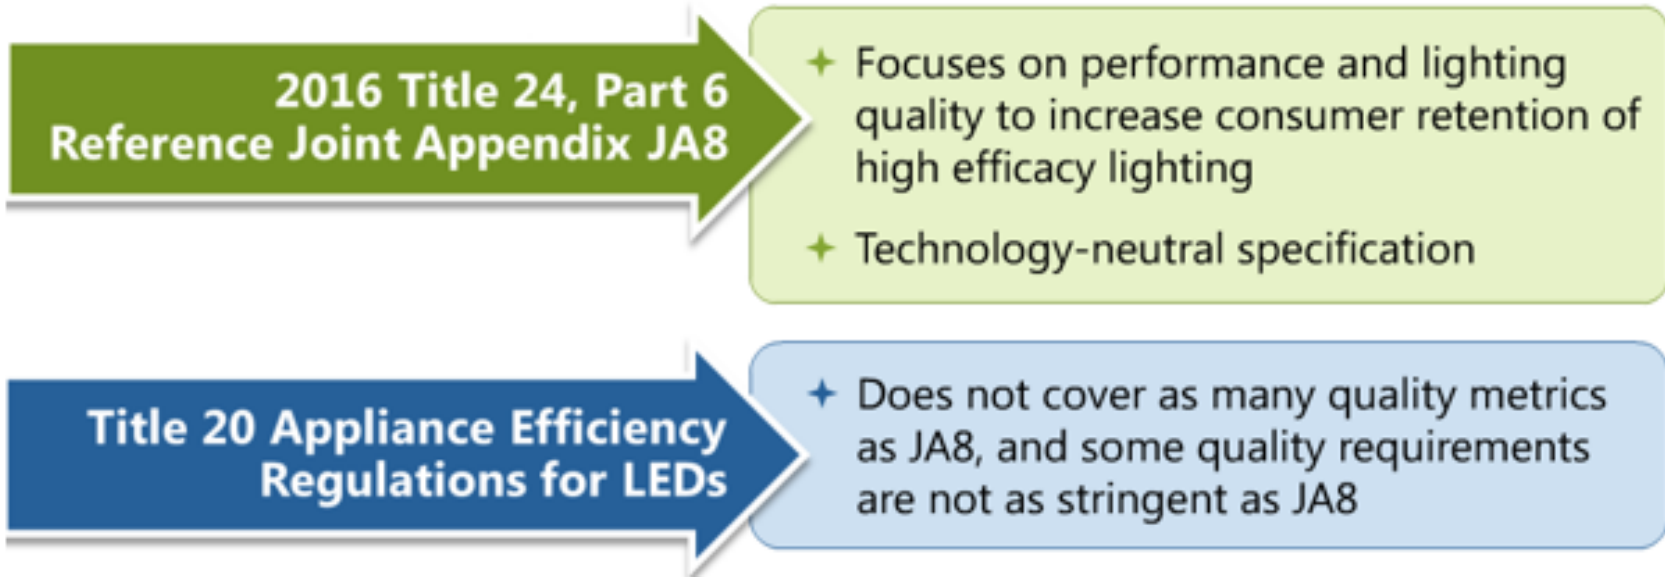 2016 Title 24, Part 6
Reference Joint Appendix JA8
Focuses on performance and lighting
quality to increase consumer retention of
high efficacy lighting
Technology-neutral specification
Title 20 Appliance Efficiency
Regulations for LEDs
Does not cover as many quality metrics
as JA8, and some quality requirements
are not as stringent as JA8